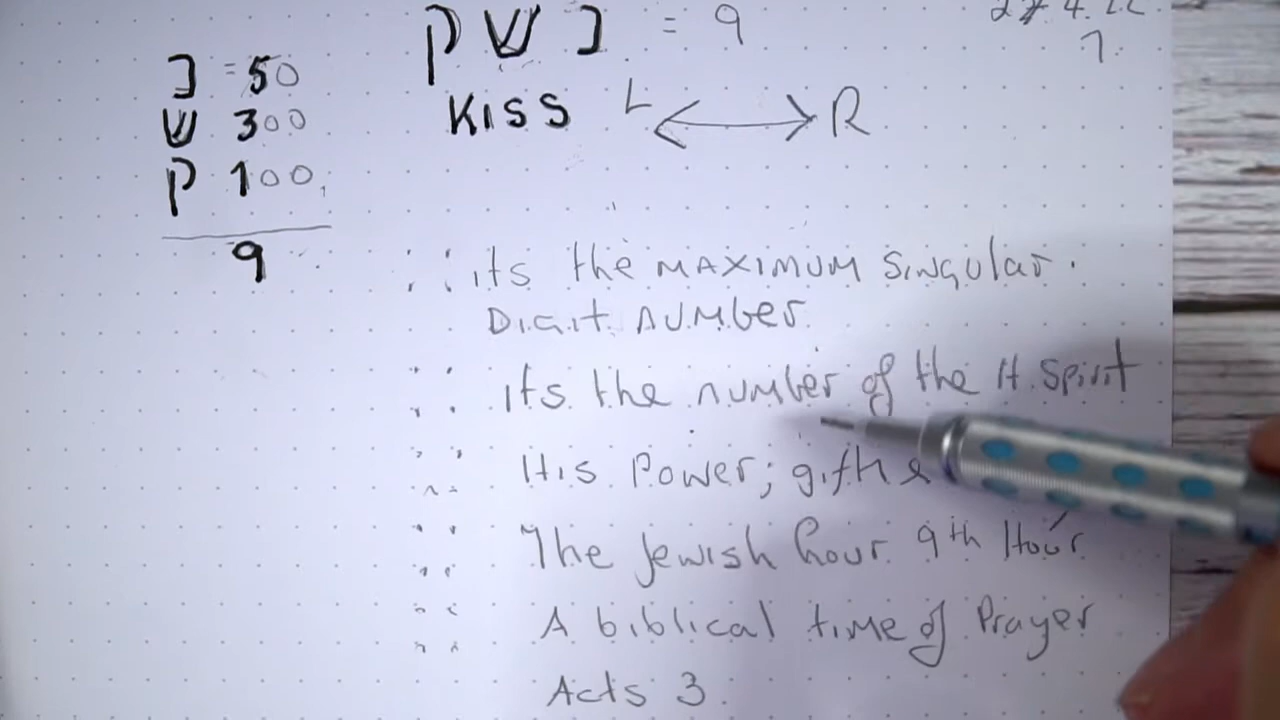 נשק = 9
נ = 50
ש 300
ק 100
9
KISS L R
its the MAXIMUM Singular.
Digit NUMBER
its the number of the H. Spirit
His Power; gift
The Jewish hour 9th Hour
A biblical time of Prayer
Acts 3